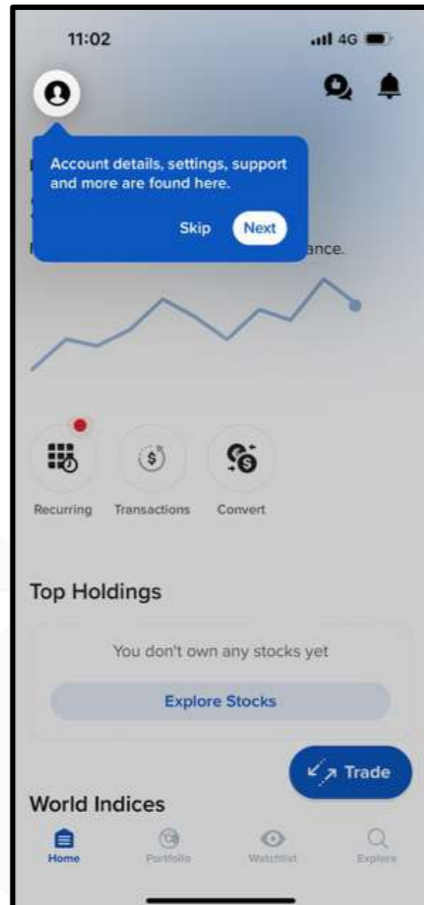 11:02
4G
Account details, settings, support
and more are found here.
Skip
Next
ance.
Recurring
Transactions
Convert
Top Holdings
You don't own any stocks yet
Explore Stocks
Trade
World Indices
Home
Portfolio
Watchlist
Explore